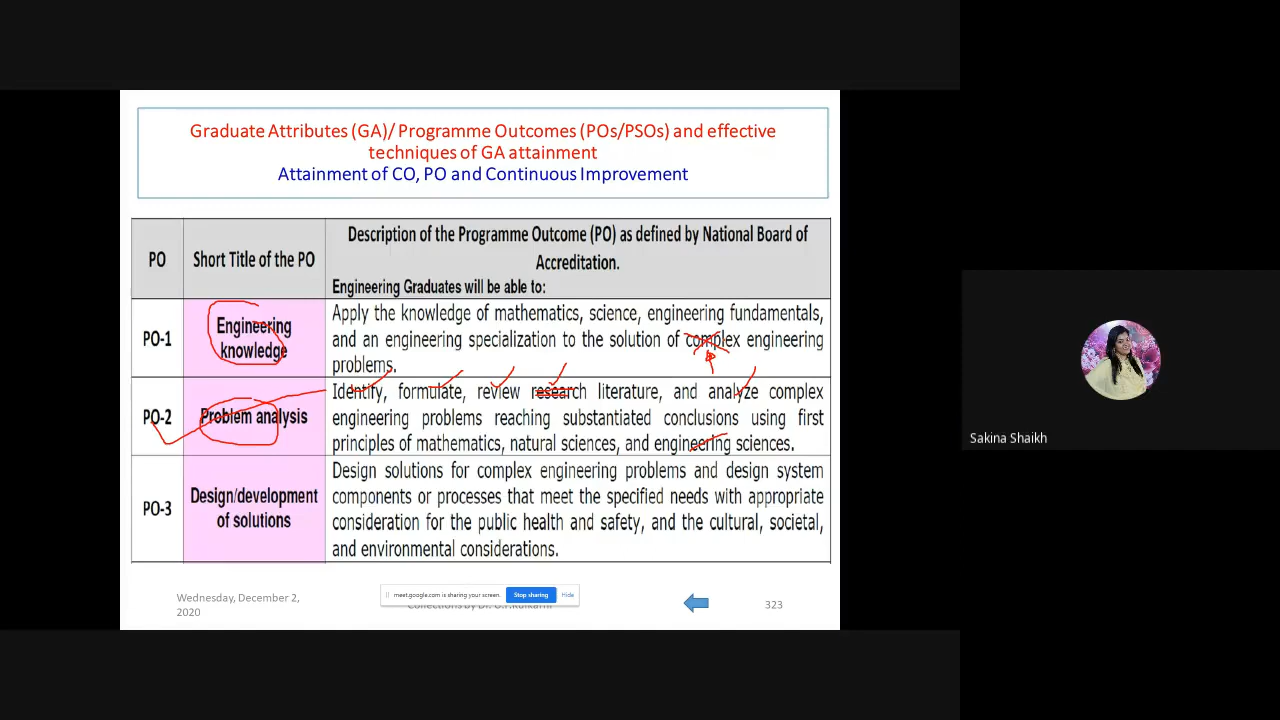 Graduate Attributes (GA)/ Programme Outcomes (POs/PSOs) and effective
techniques of GA attainment
Attainment of CO, PO and Continuous Improvement
PO
Short Title of the PO
Description of the Programme Outcome (PO) as defined by National Board of
Accreditation.
Engineering Graduates will be able to:
PO-1
Engineering
knowledge
Apply the knowledge of mathematics, science, engineering fundamentals,
and an engineering specialization to the solution of complex engineering
problems.
PO-2
Problem analysis
Identify, formulate, review research literature, and analyze complex
engineering problems reaching substantiated conclusions using first
principles of mathematics, natural sciences, and engineering sciences.
PO-3
Design/development
of solutions
Design solutions for complex engineering problems and design system
components or processes that meet the specified needs with appropriate
consideration for the public health and safety, and the cultural, societal,
and environmental considerations.
Wednesday, December 2,
2020
meet.google.com is sharing your screen.
Stop sharing
Hide
Collections by Dr.
323
Sakina Shaikh